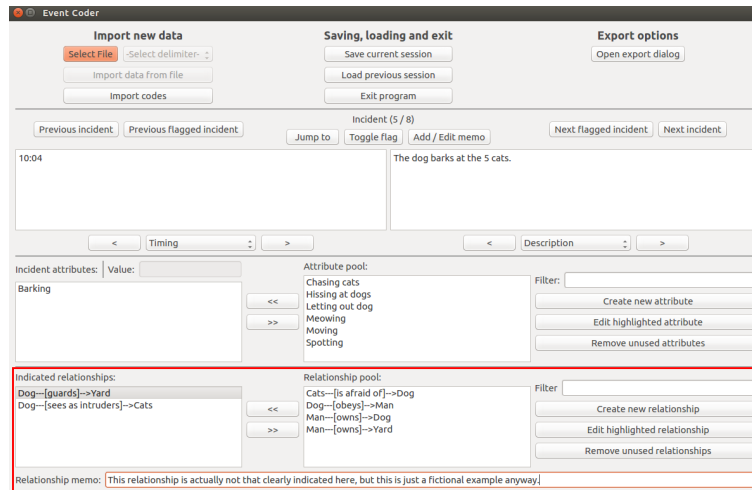 Event Coder
Import new data
Saving, loading and exit
Export options
Select File
-Select delimiter-
Save current session
Open export dialog
Import data from file
Load previous session
Import codes
Exit program
Incident (5 / 8)
Previous incident
Previous flagged incident
Jump to
Toggle flag
Add / Edit memo
Next flagged incident
Next incident
10:04
The dog barks at the 5 cats.
<
Timing
>
<
Description
>
Incident attributes:
Value:
Attribute pool:
Filter:
Barking
Chasing cats
Hissing at dogs
Letting out dog
Meowing
Moving
Spotting
<<
>>
Create new attribute
Edit highlighted attribute
Remove unused attributes
Indicated relationships:
Relationship pool:
Filter
Dog---[guards]-->Yard
Dog---[sees as intruders]-->Cats
<<
>>
Cats---[is afraid of]-->Dog
Dog---[obeys]-->Man
Man---[owns]-->Dog
Man---[owns]-->Yard
Create new relationship
Edit highlighted relationship
Remove unused relationships
Relationship memo:
This relationship is actually not that clearly indicated here, but this is just a fictional example anyway.